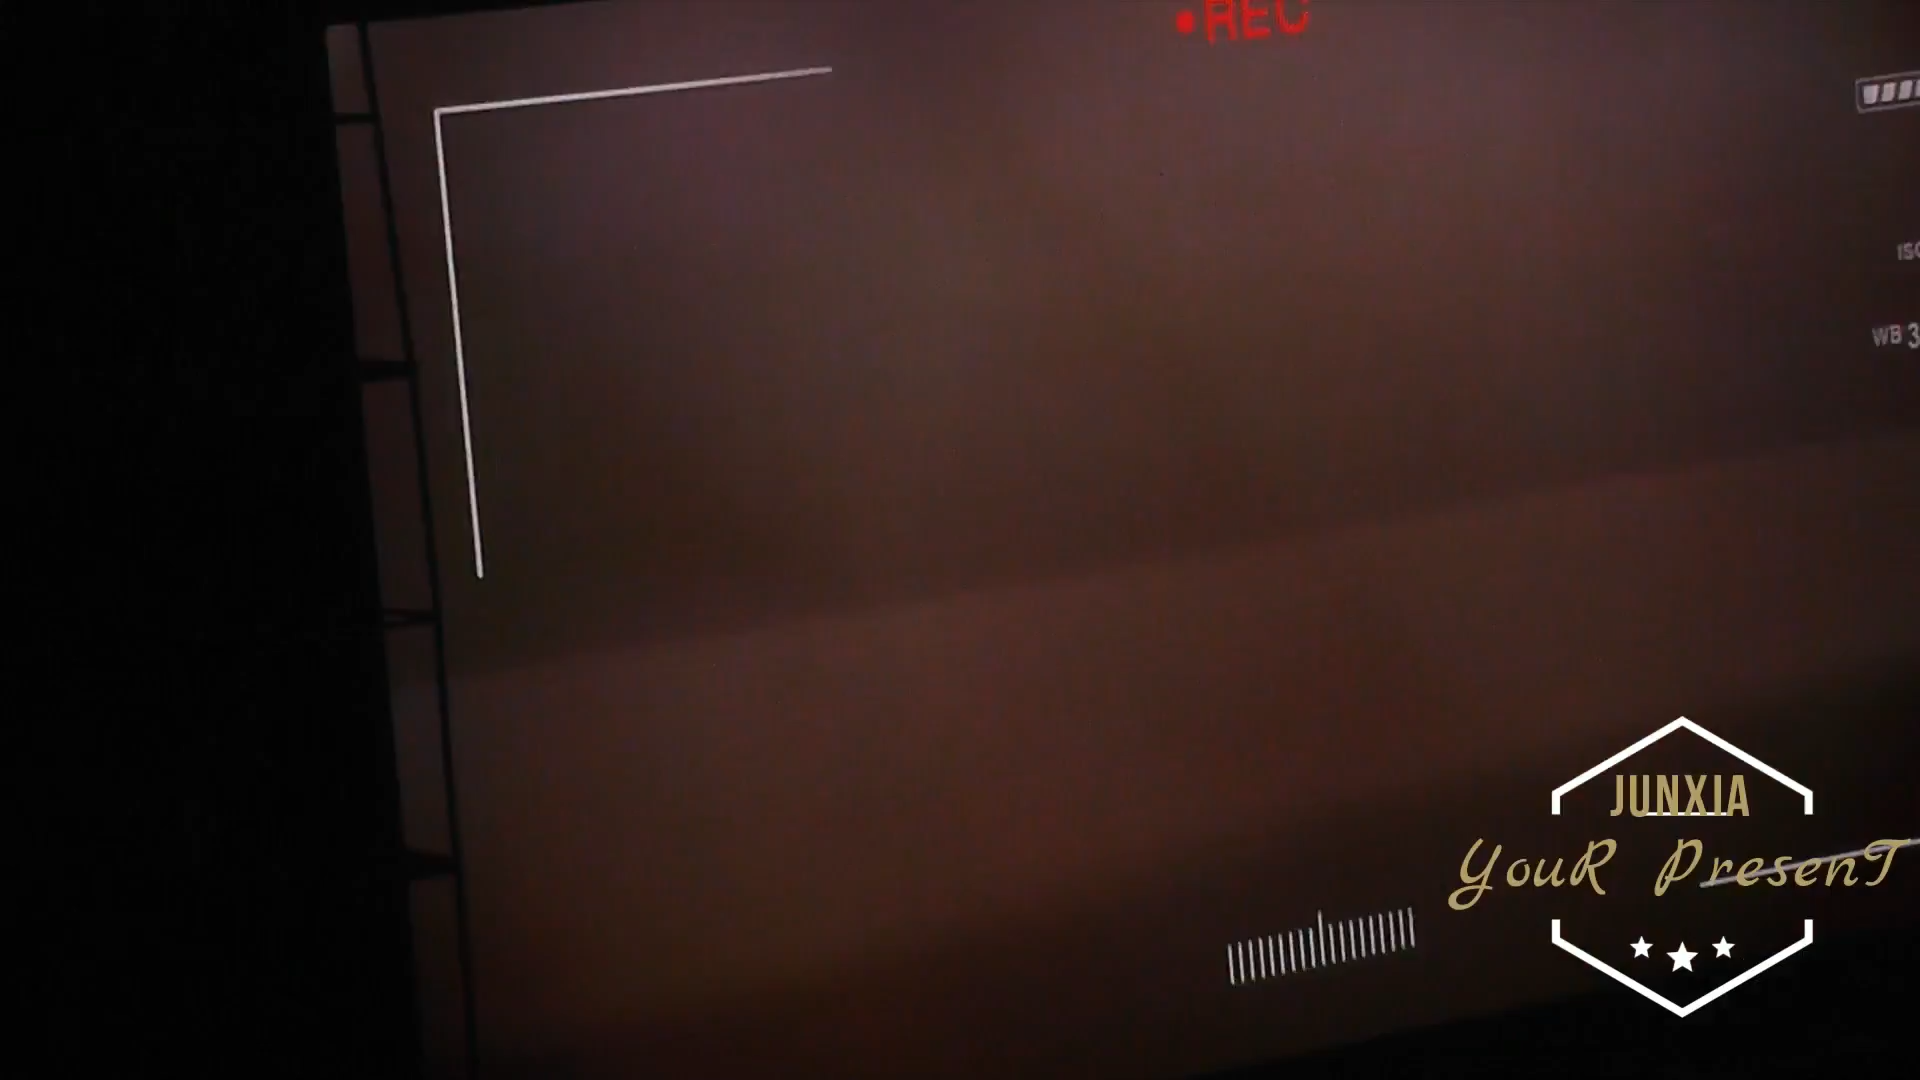 •REC
ISO
WB 3
JUNXIA
YouR PresenT